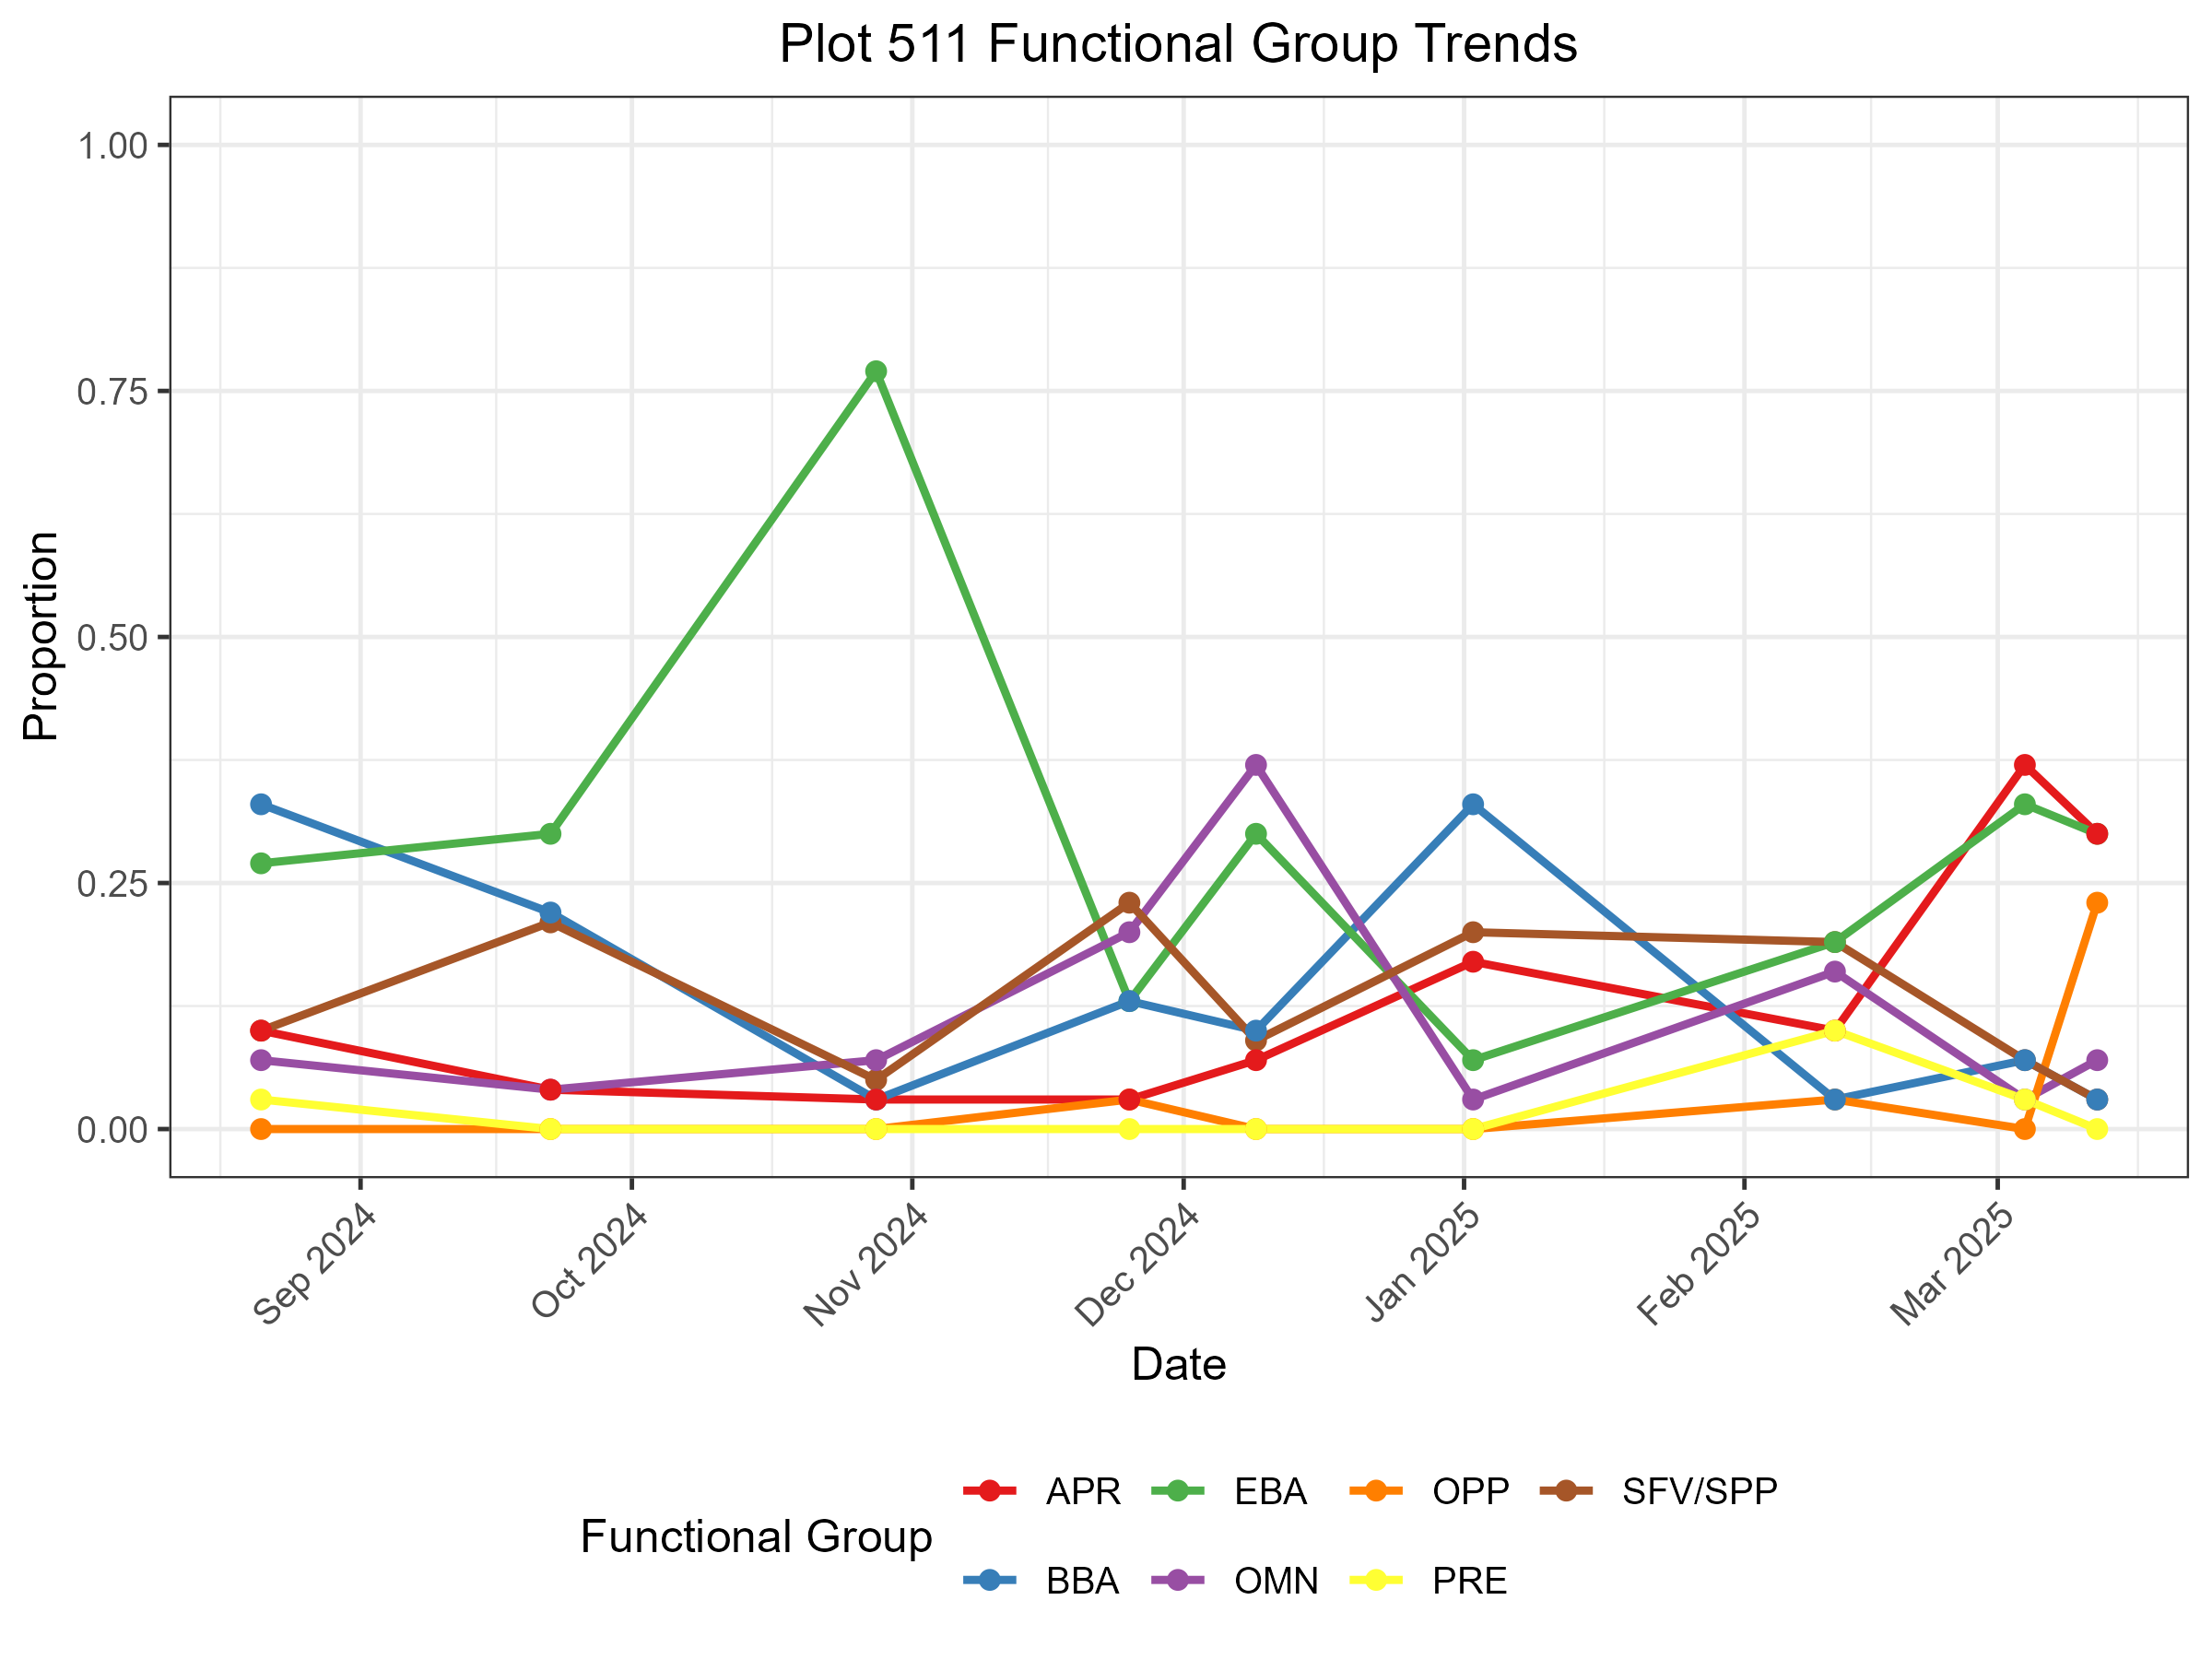 Plot 511 Functional Group Trends
Proportion
1.00
0.75
0.50
0.25
0.00
Sep 2024
Oct 2024
Nov 2024
Dec 2024
Jan 2025
Feb 2025
Mar 2025
Date
Functional Group
APR EBA OPP SFV/SPP
BBA OMN PRE